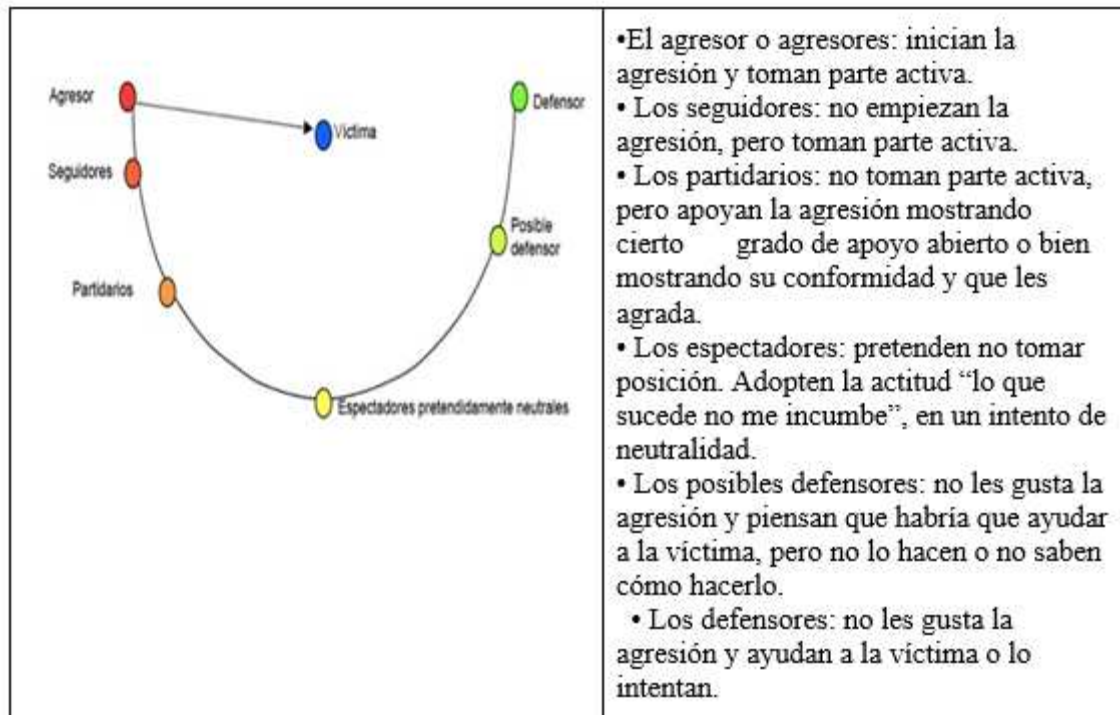 Agresor
Víctima
Defensor
Seguidores
Posible
defensor
Partidarios
Espectadores pretendidamente neutrales
•El agresor o agresores: inician la
agresión y toman parte activa.
• Los seguidores: no empiezan la
agresión, pero toman parte activa.
• Los partidarios: no toman parte activa,
pero apoyan la agresión mostrando
cierto grado de apoyo abierto o bien
mostrando su conformidad y que les
agrada.
• Los espectadores: pretenden no tomar
posición. Adopten la actitud “lo que
sucede no me incumbe”, en un intento de
neutralidad.
• Los posibles defensores: no les gusta la
agresión y piensan que habría que ayudar
a la víctima, pero no lo hacen o no saben
cómo hacerlo.
• Los defensores: no les gusta la
agresión y ayudan a la víctima o lo
intentan.